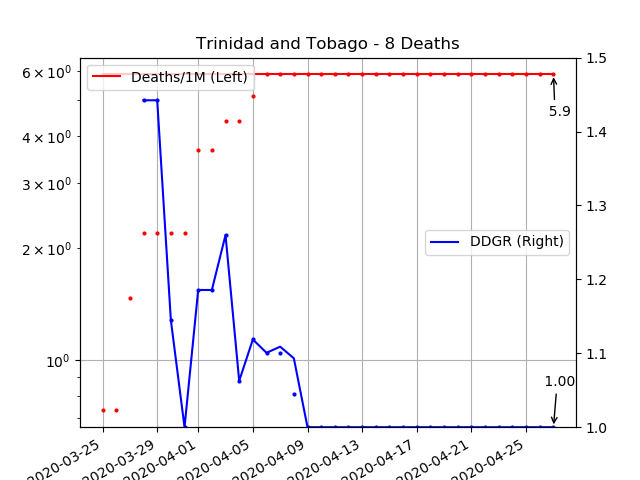 Trinidad and Tobago - 8 Deaths
Deaths/1M (Left)
DDGR (Right)
5.9
1.00
6 × 10⁰
4 × 10⁰
3 × 10⁰
2 × 10⁰
10⁰
1.5
1.4
1.3
1.2
1.1
1.0
2020-03-25
2020-03-29
2020-04-01
2020-04-05
2020-04-09
2020-04-13
2020-04-17
2020-04-21
2020-04-25